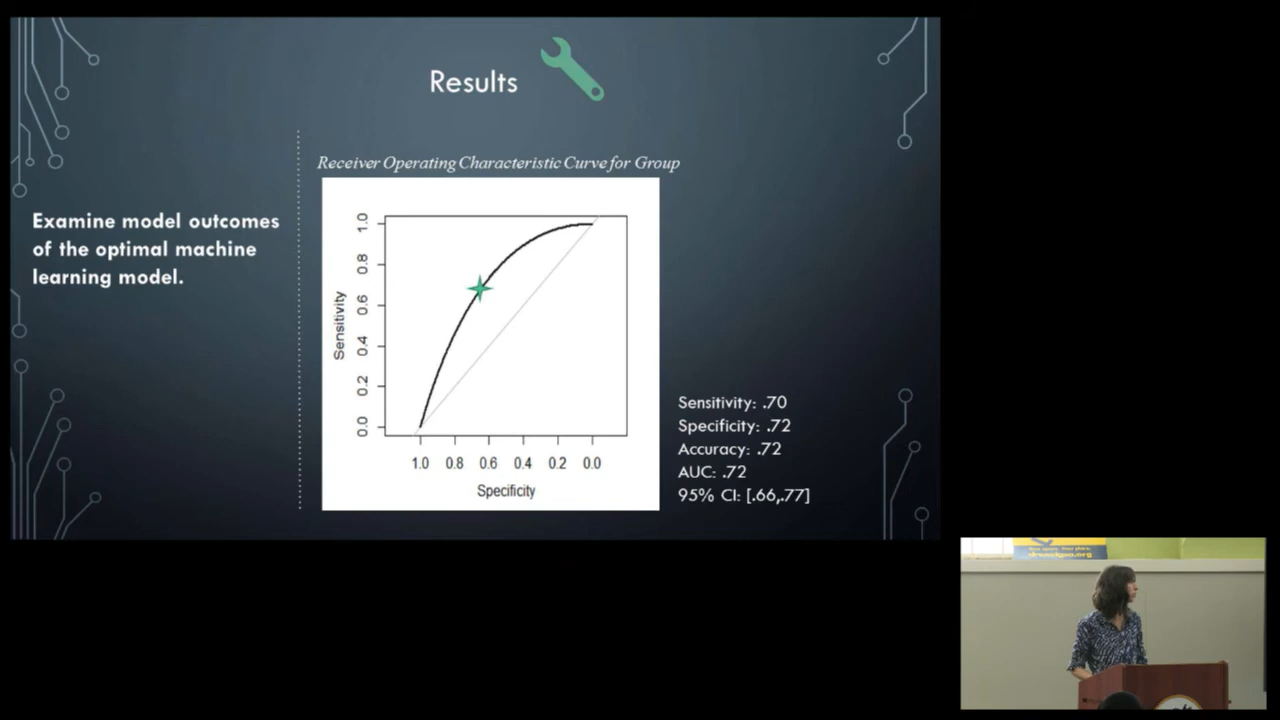 Results
Receiver Operating Characteristic Curve for Group
Examine model outcomes
of the optimal machine
learning model.
Sensitivity
1.0
0.8
0.6
0.4
0.2
0.0
1.0 0.8 0.6 0.4 0.2 0.0
Specificity
Sensitivity: .70
Specificity: .72
Accuracy: .72
AUC: .72
95% CI: [.66,.77]